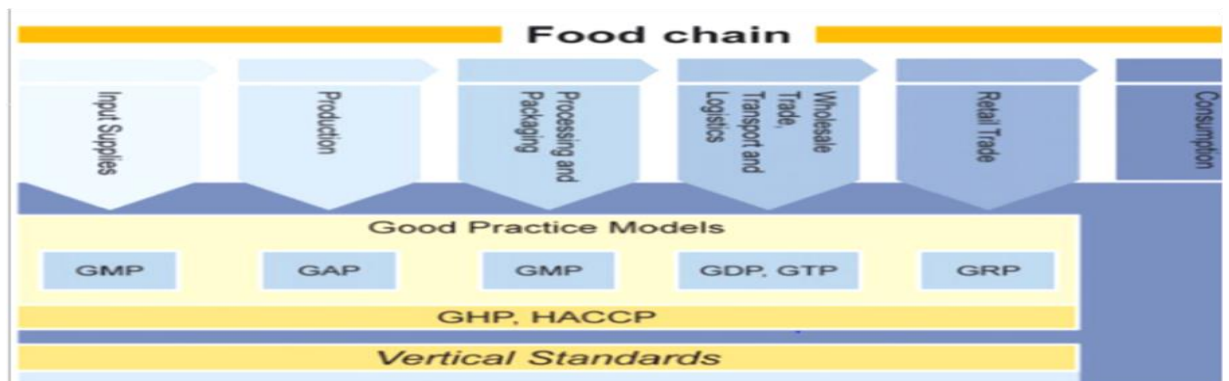 Food chain
Input Supplies
Production
Processing and
Packaging
Wholesale
Trade,
Transport and
Logistics
Retail Trade
Consumption
Good Practice Models
GMP
GAP
GMP
GDP, GTP
GRP
GHP, HACCP
Vertical Standards